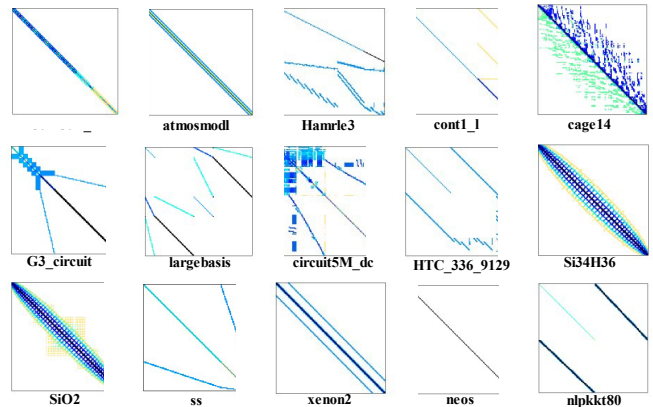 atmosmodl
Hamrle3
cont1_l
cage14
G3_circuit
largebasis
circuit5M_dc
HTC_336_9129
Si34H36
SiO2
ss
xenon2
neos
nlpkkt80